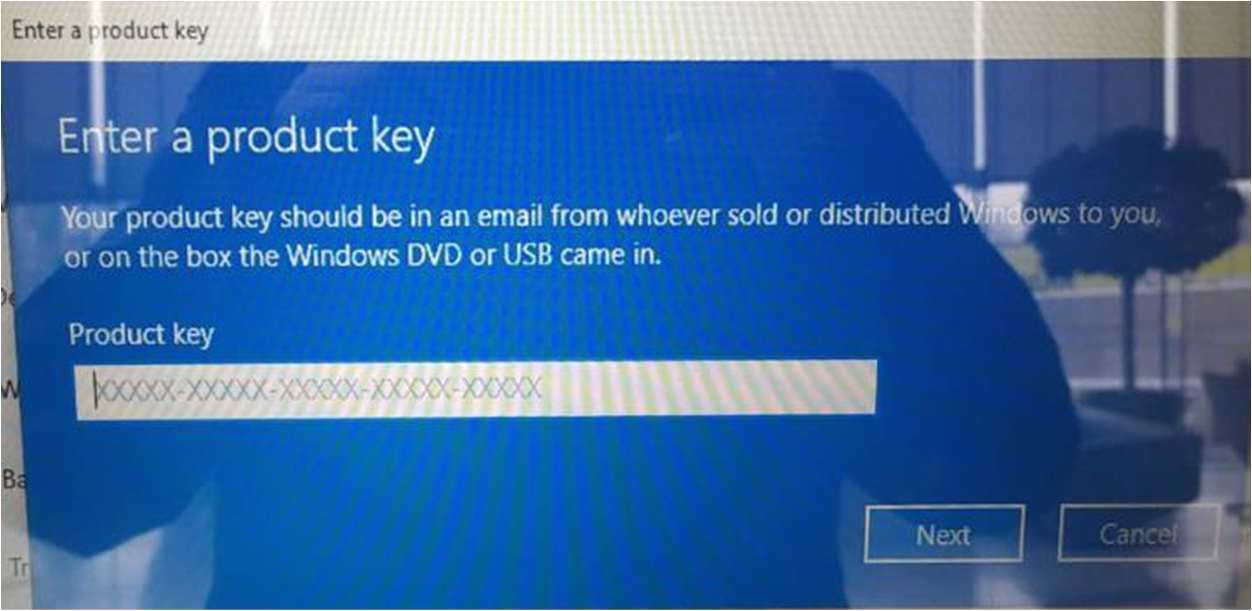 Enter a product key
Enter a product key
Your product key should be in an email from whoever sold or distributed Windows to you,
or on the box the Windows DVD or USB came in.
Product key
XXXXX-XXXXX-XXXXX-XXXXX-XXXXX
Ba
Tr
Next
Cancel